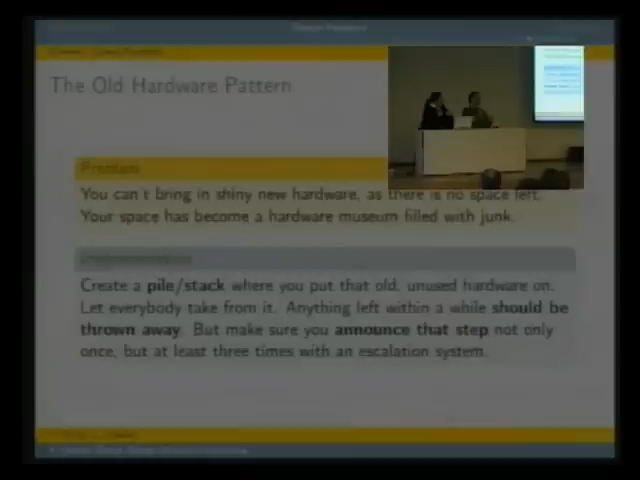 The Old Hardware Pattern
Problem
You can't bring in shiny new hardware, as there is no space left.
Your space has become a hardware museum filled with junk.
Implementation
Create a pile/stack where you put that old, unused hardware on.
Let everybody take from it. Anything left within a while should be
thrown away. But make sure you announce that step not only
once, but at least three times with an escalation system.